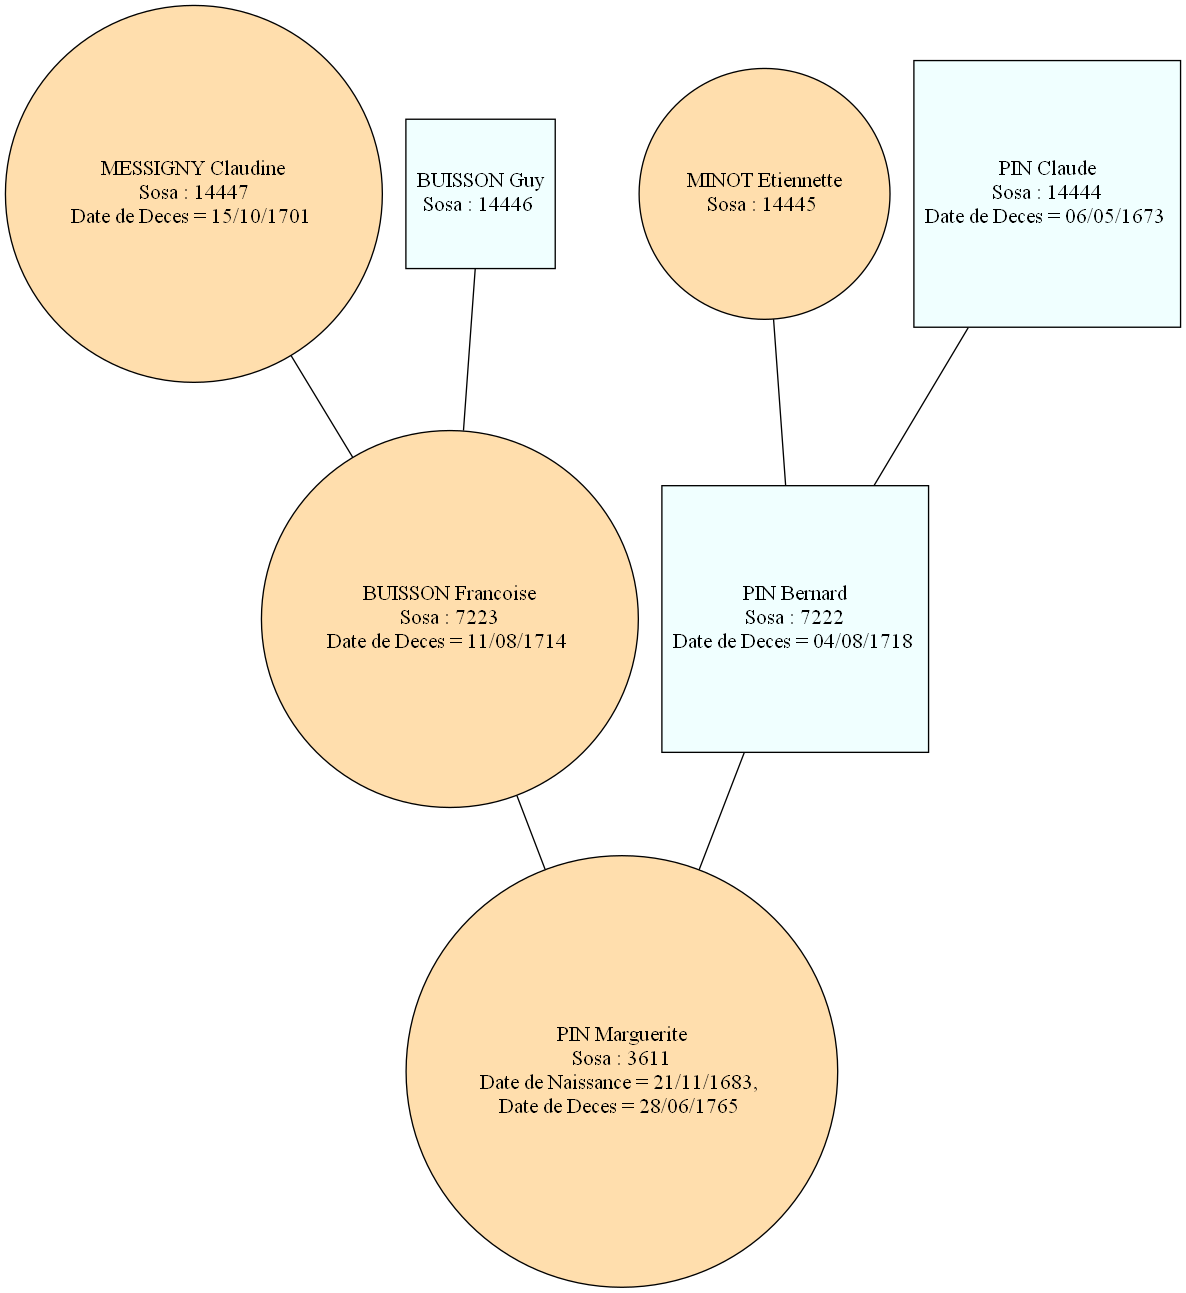 MESSIGNY Claudine
Sosa : 14447
Date de Deces = 15/10/1701
BUISSON Guy
Sosa : 14446
MINOT Etiennette
Sosa : 14445
PIN Claude
Sosa : 14444
Date de Deces = 06/05/1673
BUISSON Francoise
Sosa : 7223
Date de Deces = 11/08/1714
PIN Bernard
Sosa : 7222
Date de Deces = 04/08/1718
PIN Marguerite
Sosa : 3611
Date de Naissance = 21/11/1683,
Date de Deces = 28/06/1765